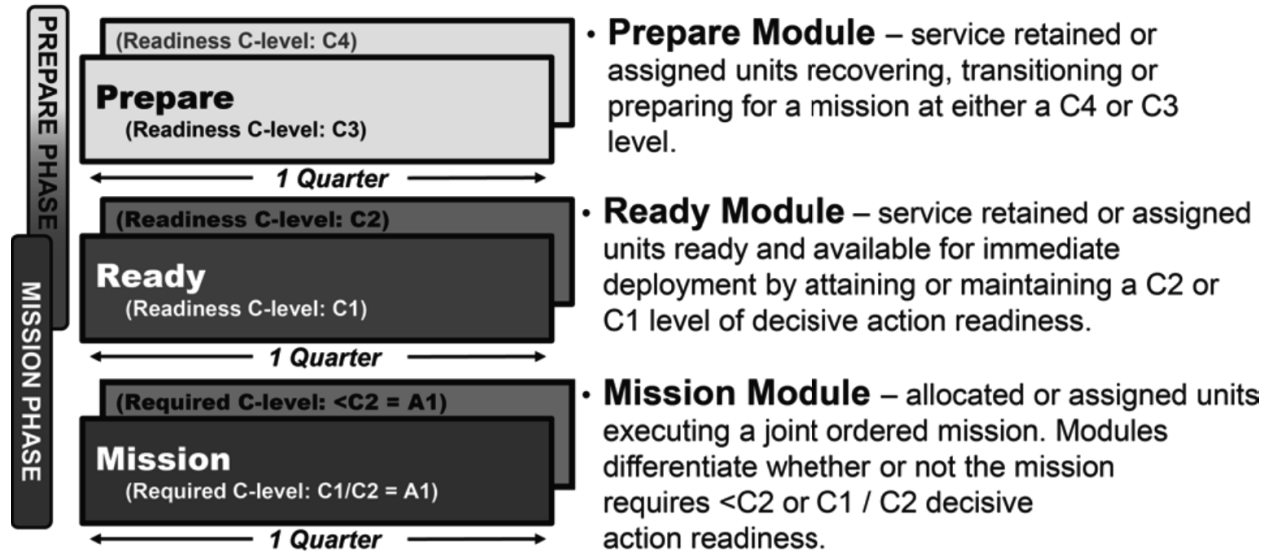 PREPARE PHASE
MISSION PHASE
(Readiness C-level: C4)
Prepare
(Readiness C-level: C3)
1 Quarter
• Prepare Module – service retained or
assigned units recovering, transitioning or
preparing for a mission at either a C4 or C3
level.
(Readiness C-level: C2)
Ready
(Readiness C-level: C1)
1 Quarter
• Ready Module – service retained or assigned
units ready and available for immediate
deployment by attaining or maintaining a C2 or
C1 level of decisive action readiness.
(Required C-level: <C2 = A1)
Mission
(Required C-level: C1/C2 = A1)
1 Quarter
• Mission Module – allocated or assigned units
executing a joint ordered mission. Modules
differentiate whether or not the mission
requires <C2 or C1 / C2 decisive
action readiness.